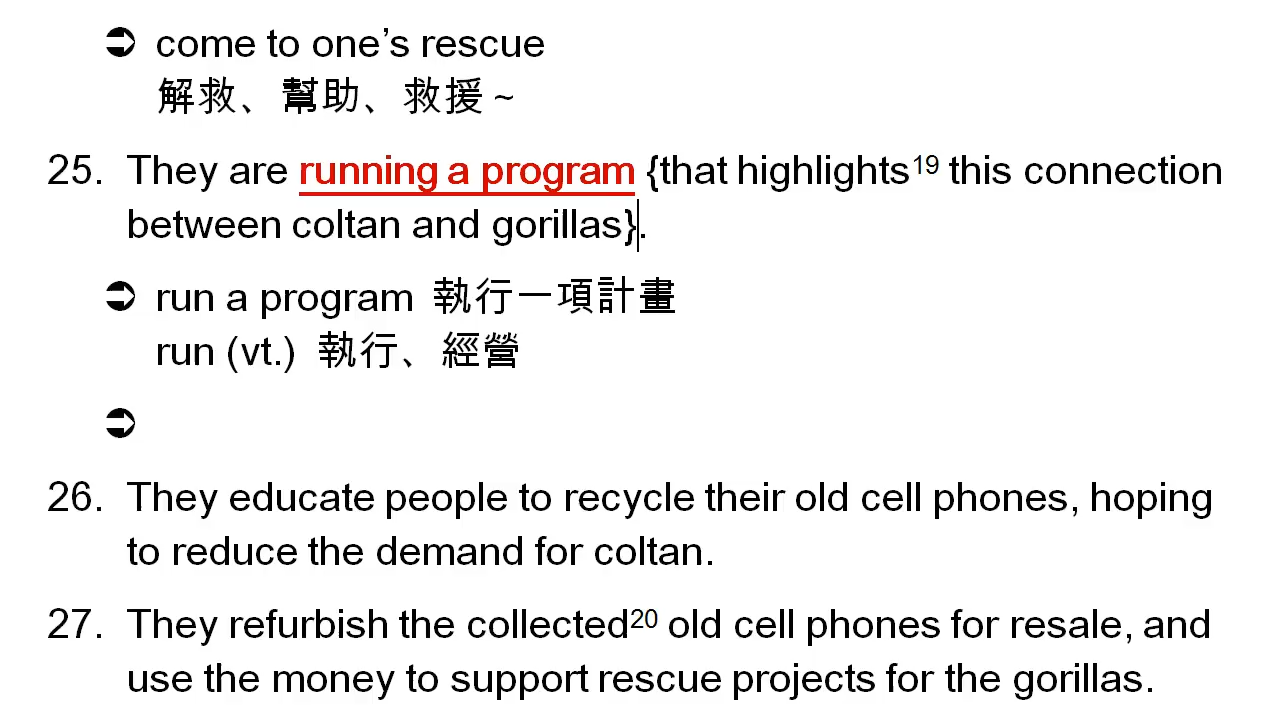 ➲ come to one’s rescue
解救、幫助、救援～
25. They are running a program {that highlights19 this connection
between coltan and gorillas}.
➲ run a program 執行一項計畫
run (vt.) 執行、經營
➲
26. They educate people to recycle their old cell phones, hoping
to reduce the demand for coltan.
27. They refurbish the collected20 old cell phones for resale, and
use the money to support rescue projects for the gorillas.